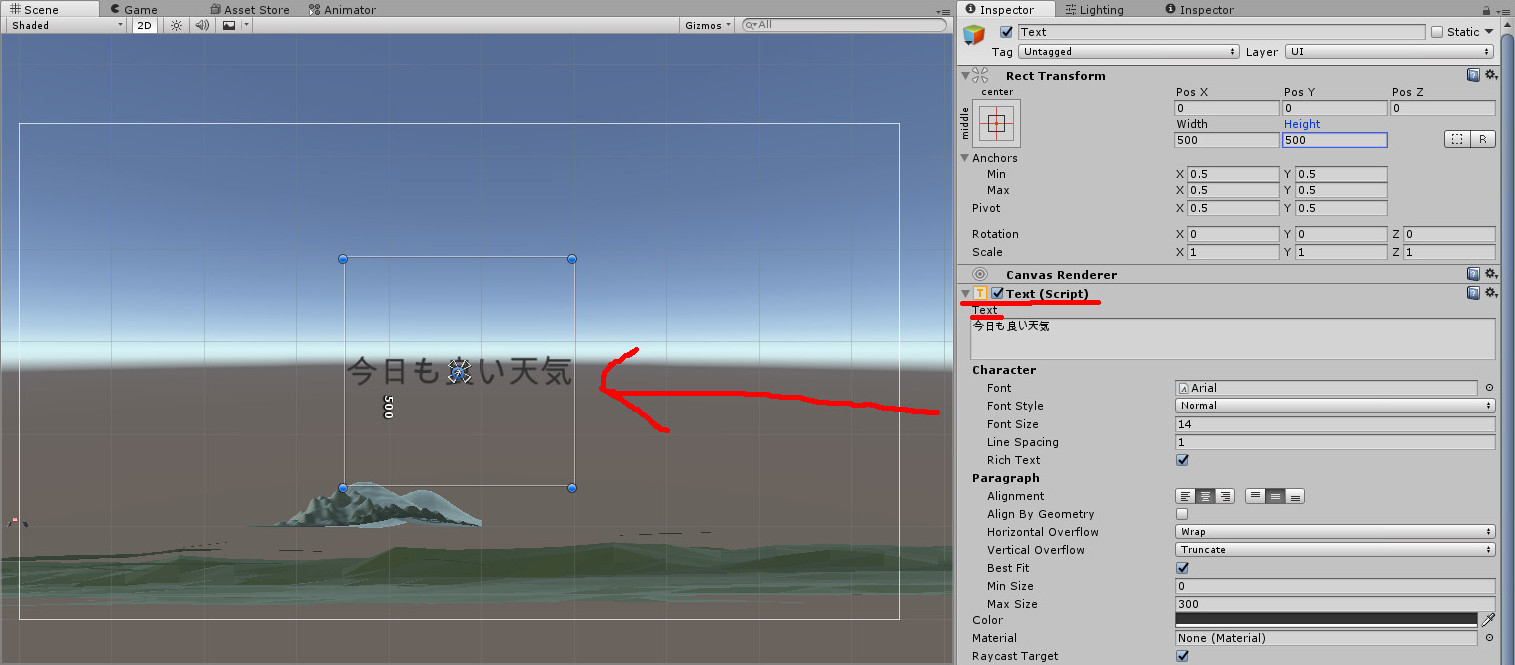 Scene Game Asset Store Animator
Shaded 2D Gizmos All
今日も良い天気
500
Inspector Lighting Inspector
Text Static
Tag Untagged Layer UI
Rect Transform
center
middle
Pos X Pos Y Pos Z
0 0 0
Width Height
500 500 R
Anchors
Min X 0.5 Y 0.5
Max X 0.5 Y 0.5
Pivot X 0.5 Y 0.5
Rotation X 0 Y 0 Z 0
Scale X 1 Y 1 Z 1
Canvas Renderer
T Text (Script)
Text
今日も良い天気
Character
Font Arial
Font Style Normal
Font Size 14
Line Spacing 1
Rich Text
Paragraph
Alignment
Align By Geometry
Horizontal Overflow Wrap
Vertical Overflow Truncate
Best Fit
Min Size 0
Max Size 300
Color
Material None (Material)
Raycast Target